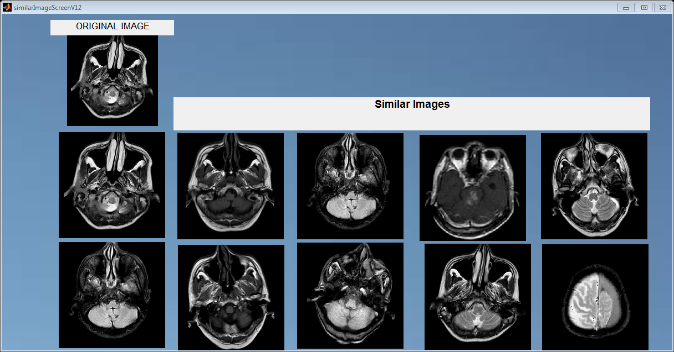 similarImageScreenV12
ORIGINAL IMAGE
Similar Images